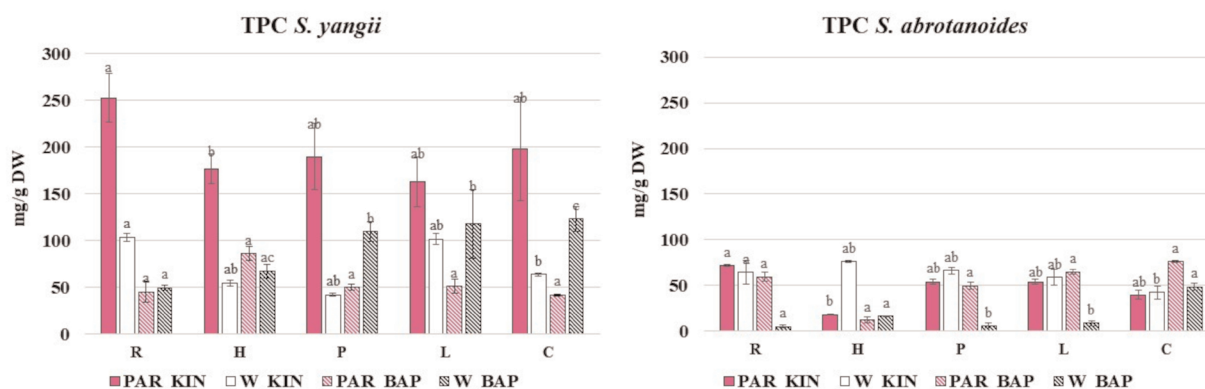 TPC S. yangii
300
250
200
150
100
50
0
mg/g DW
a
b
ab
ab
ab
a
ab
ab
ab
b
a
a
a
a
a
a
ac
b
b
c
R H P L C
PAR KIN W KIN PAR BAP W BAP
TPC S. abrotanoides
300
250
200
150
100
50
0
mg/g DW
a a a a
b ab a a
ab ab a b
ab ab a b
ab b a a
R H P L C
PAR KIN W KIN PAR BAP W BAP